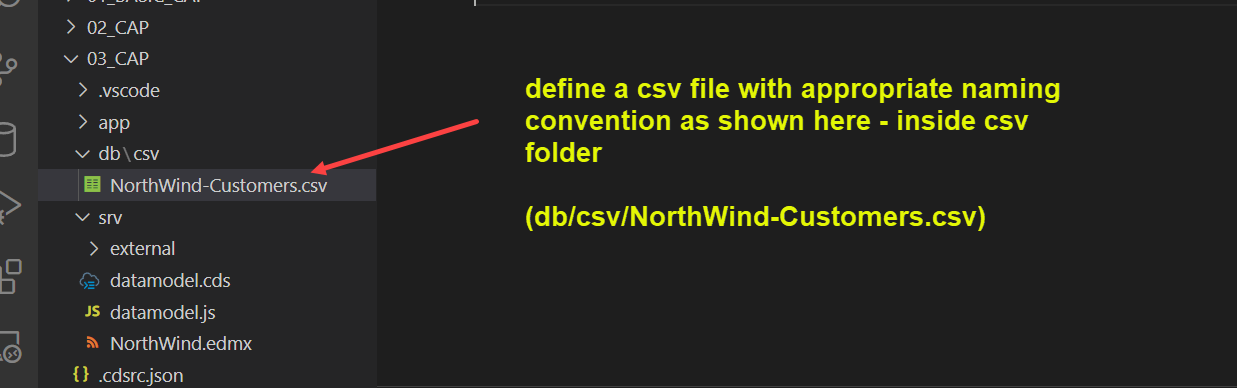 02_CAP
03_CAP
.vscode
app
db\csv
NorthWind-Customers.csv
srv
external
datamodel.cds
JS datamodel.js
NorthWind.edmx
{} .cdsrc.json
define a csv file with appropriate naming
convention as shown here - inside csv
folder
(db/csv/NorthWind-Customers.csv)